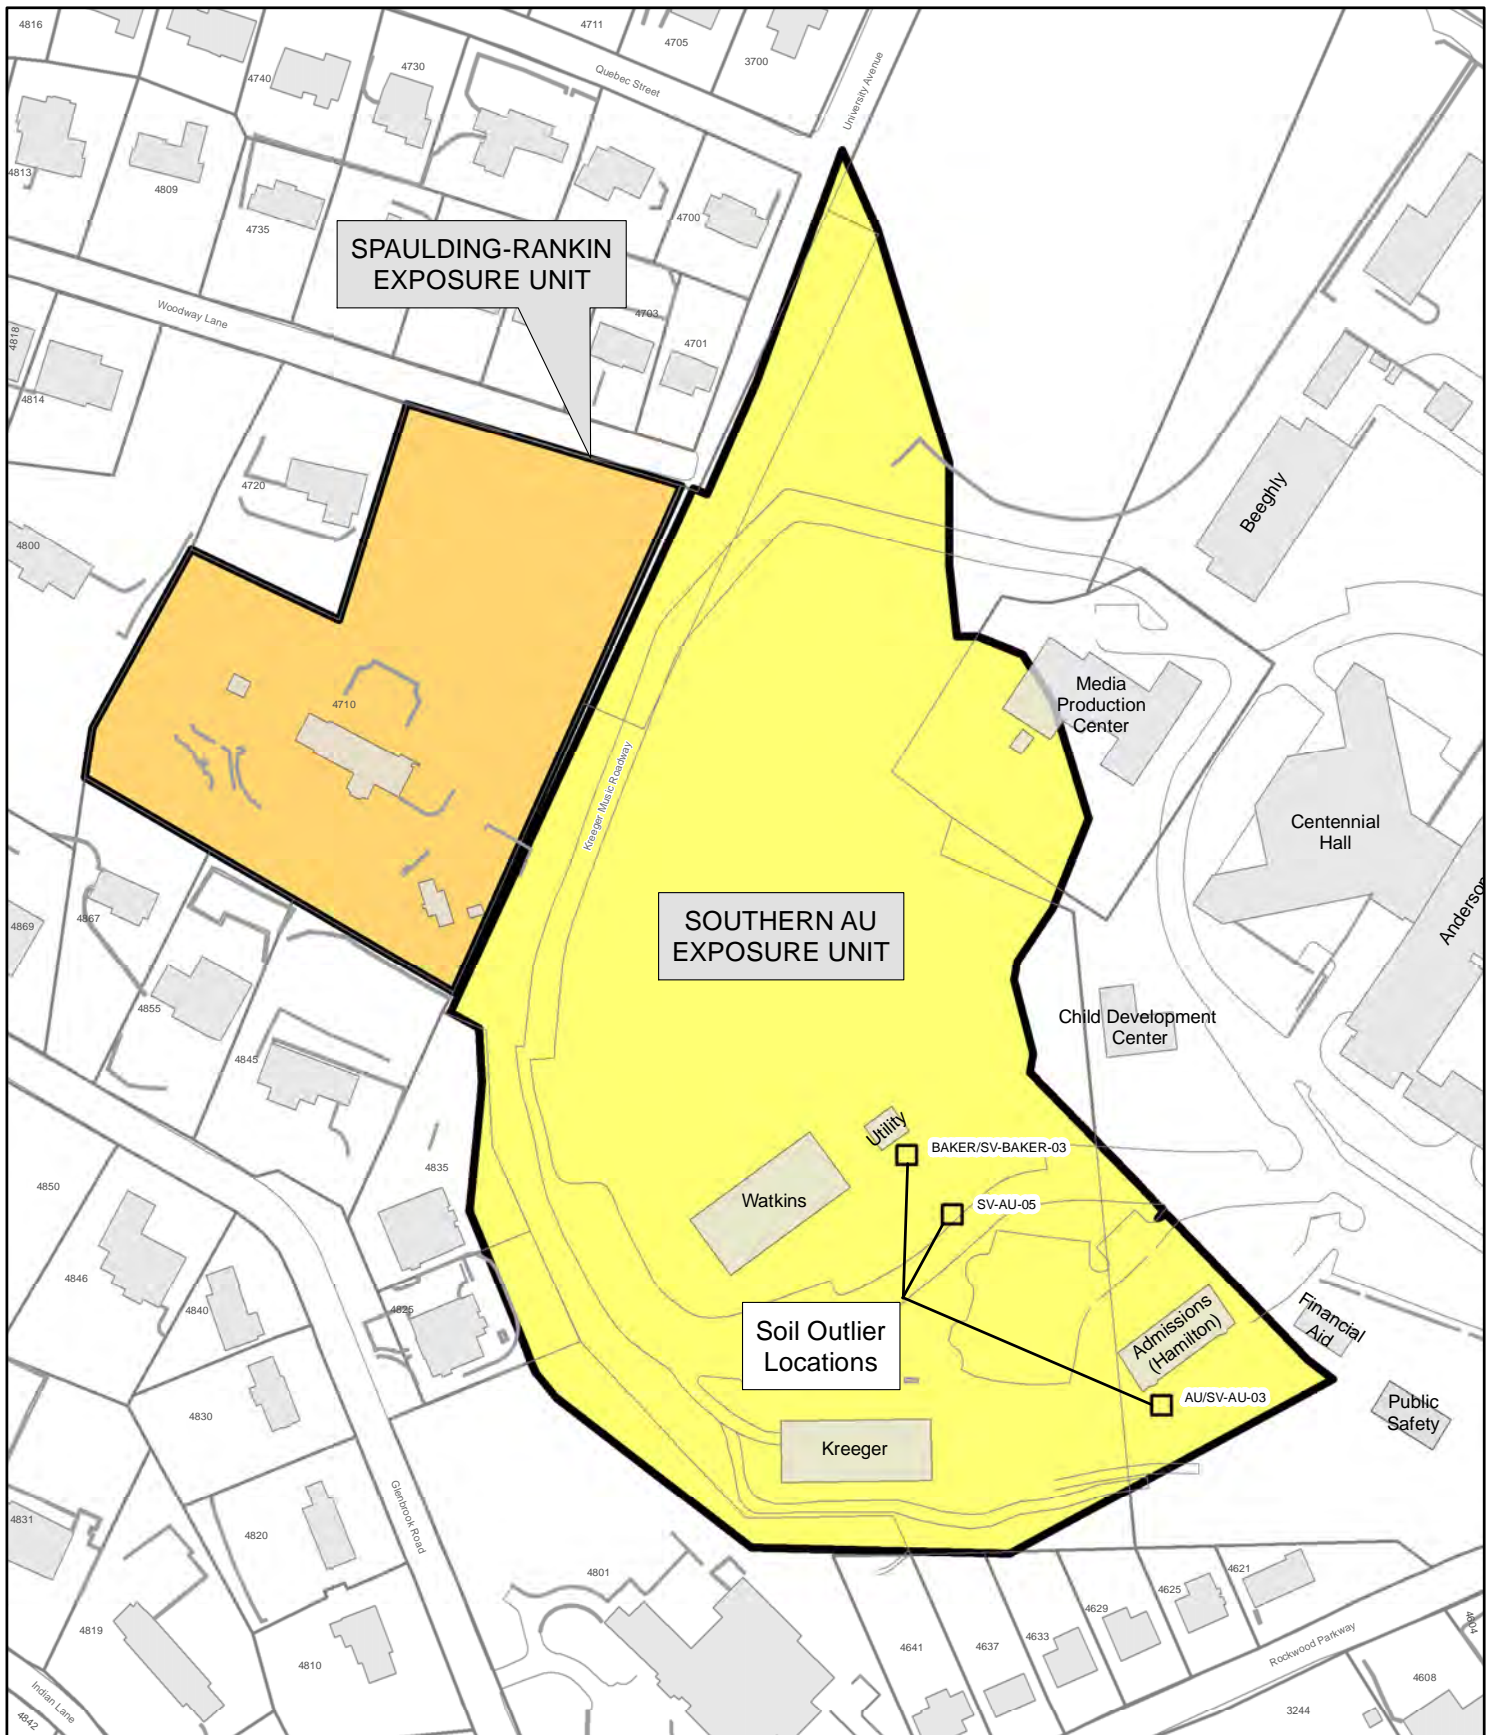 4816
4711
4705
3700
University Avenue
Quebec Street
4740
4730
4813
4809
4735
4700
SPAULDING-RANKIN
EXPOSURE UNIT
Woodway Lane
4703
4701
4818
4814
4720
4800
Beeghly
4710
Media
Production
Center
Kreeger Music Roadway
Centennial
Hall
Anderson
4869
4867
SOUTHERN AU
EXPOSURE UNIT
4855
4845
Child Development
Center
Utility
BAKER/SV-BAKER-03
4835
4850
Watkins
SV-AU-05
4846
4840
4825
Soil Outlier
Locations
Admissions
(Hamilton)
Financial
Aid
AU/SV-AU-03
Public
Safety
4830
Kreeger
Glenbrook Road
4831
4820
4801
4621
4625
4629
4633
4637
4641
4604
Rockwood Parkway
4819
4810
4608
Indian Lane
4842
3244